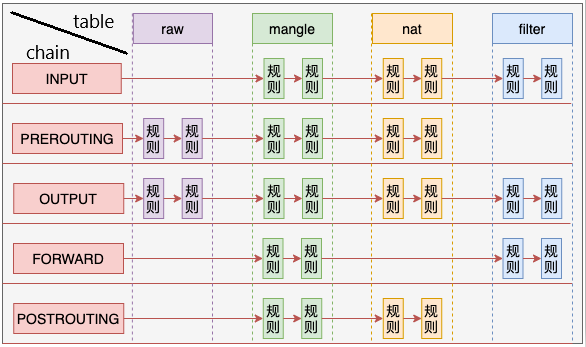 table raw mangle nat filter
chain
INPUT 规则 规则 规则 规则 规则 规则
PREROUTING 规则 规则 规则 规则 规则 规则
OUTPUT 规则 规则 规则 规则 规则 规则 规则 规则
FORWARD 规则 规则 规则 规则
POSTROUTING 规则 规则 规则 规则